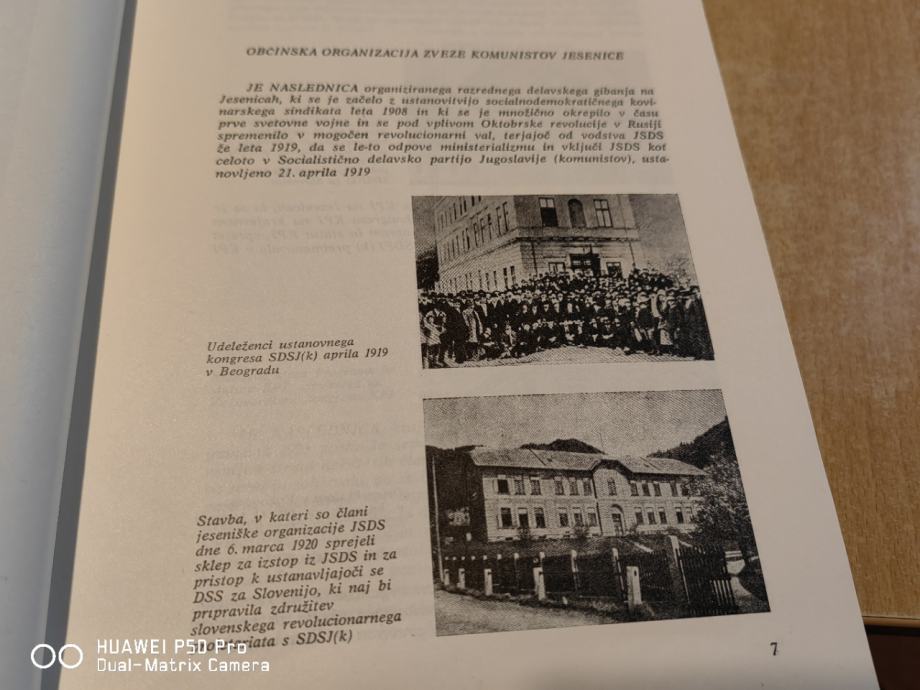 OBČINSKA ORGANIZACIJA ZVEZE KOMUNISTOV JESENICE
JE NASLEDNICA organiziranega razrednega delavskega gibanja na
Jesenicah, ki se je začelo z ustanovitvijo socialnodemokratičnega kovi-
narskega sindikata leta 1908 in ki se je množično okrepilo v času
prve svetovne vojne in se pod vplivom Oktobrske revolucije v Rusiji
spremenilo v mogočen revolucionarni val, terjajoč od vodstva JSDS
že leta 1919, da se le-to odpove ministerializmu in vključi JSDS kot
celoto v Socialistično delavsko partijo Jugoslavije (komunistov), usta-
novljeno 21. aprila 1919
Udeleženci ustanovnega
kongresa SDSJ(k) aprila 1919
v Beogradu
Stavba, v kateri so člani
jeseniške organizacije JSDS
dne 6. marca 1920 sprejeli
sklep za izstop iz JSDS in za
pristop k ustanavljajoči se
DSS za Slovenijo, ki naj bi
pripravila združitev
slovenskega revolucionarnega
s SDSJ(k)
7
HUAWEI P50 Pro
Dual-Matrix Camera